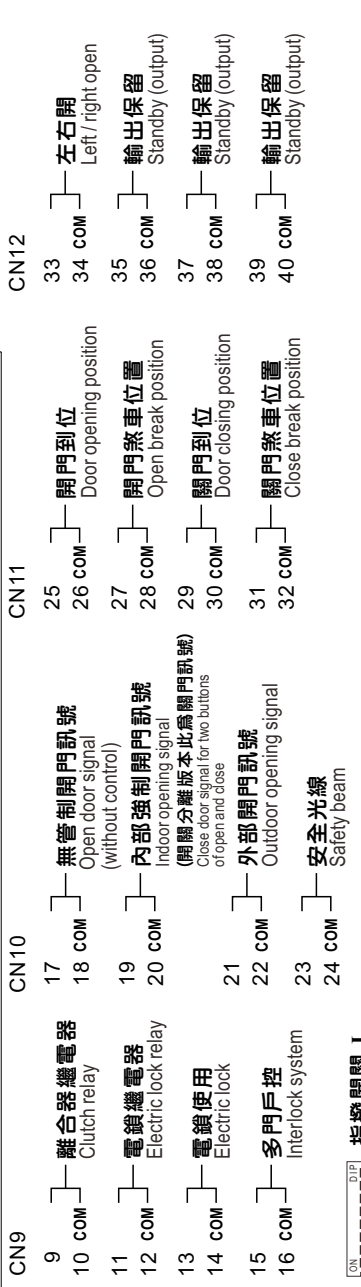 CN9
9
10 COM
離合器繼電器
Clutch relay
11
12 COM
電鎖繼電器
Electric lock relay
13
14 COM
電鎖使用
Electric lock
15
16 COM
多門戶控
Interlock system
CN10
17
18 COM
無管制開門訊號
Open door signal
(without control)
19
20 COM
內部強制開門訊號
Indoor opening signal
(開關分離版本此為關門訊號)
Close door signal for two buttons
of open and close
21
22 COM
外部開門訊號
Outdoor opening signal
23
24 COM
安全光線
Safety beam
CN11
25
26 COM
開門到位
Door opening position
27
28 COM
開門煞車位置
Open break position
29
30 COM
關門到位
Door closing position
31
32 COM
關門煞車位置
Close break position
CN12
33
34 COM
左右開
Left / right open
35
36 COM
輸出保留
Standby (output)
37
38 COM
輸出保留
Standby (output)
39
40 COM
輸出保留
Standby (output)
ON DIP
指撥開關 I